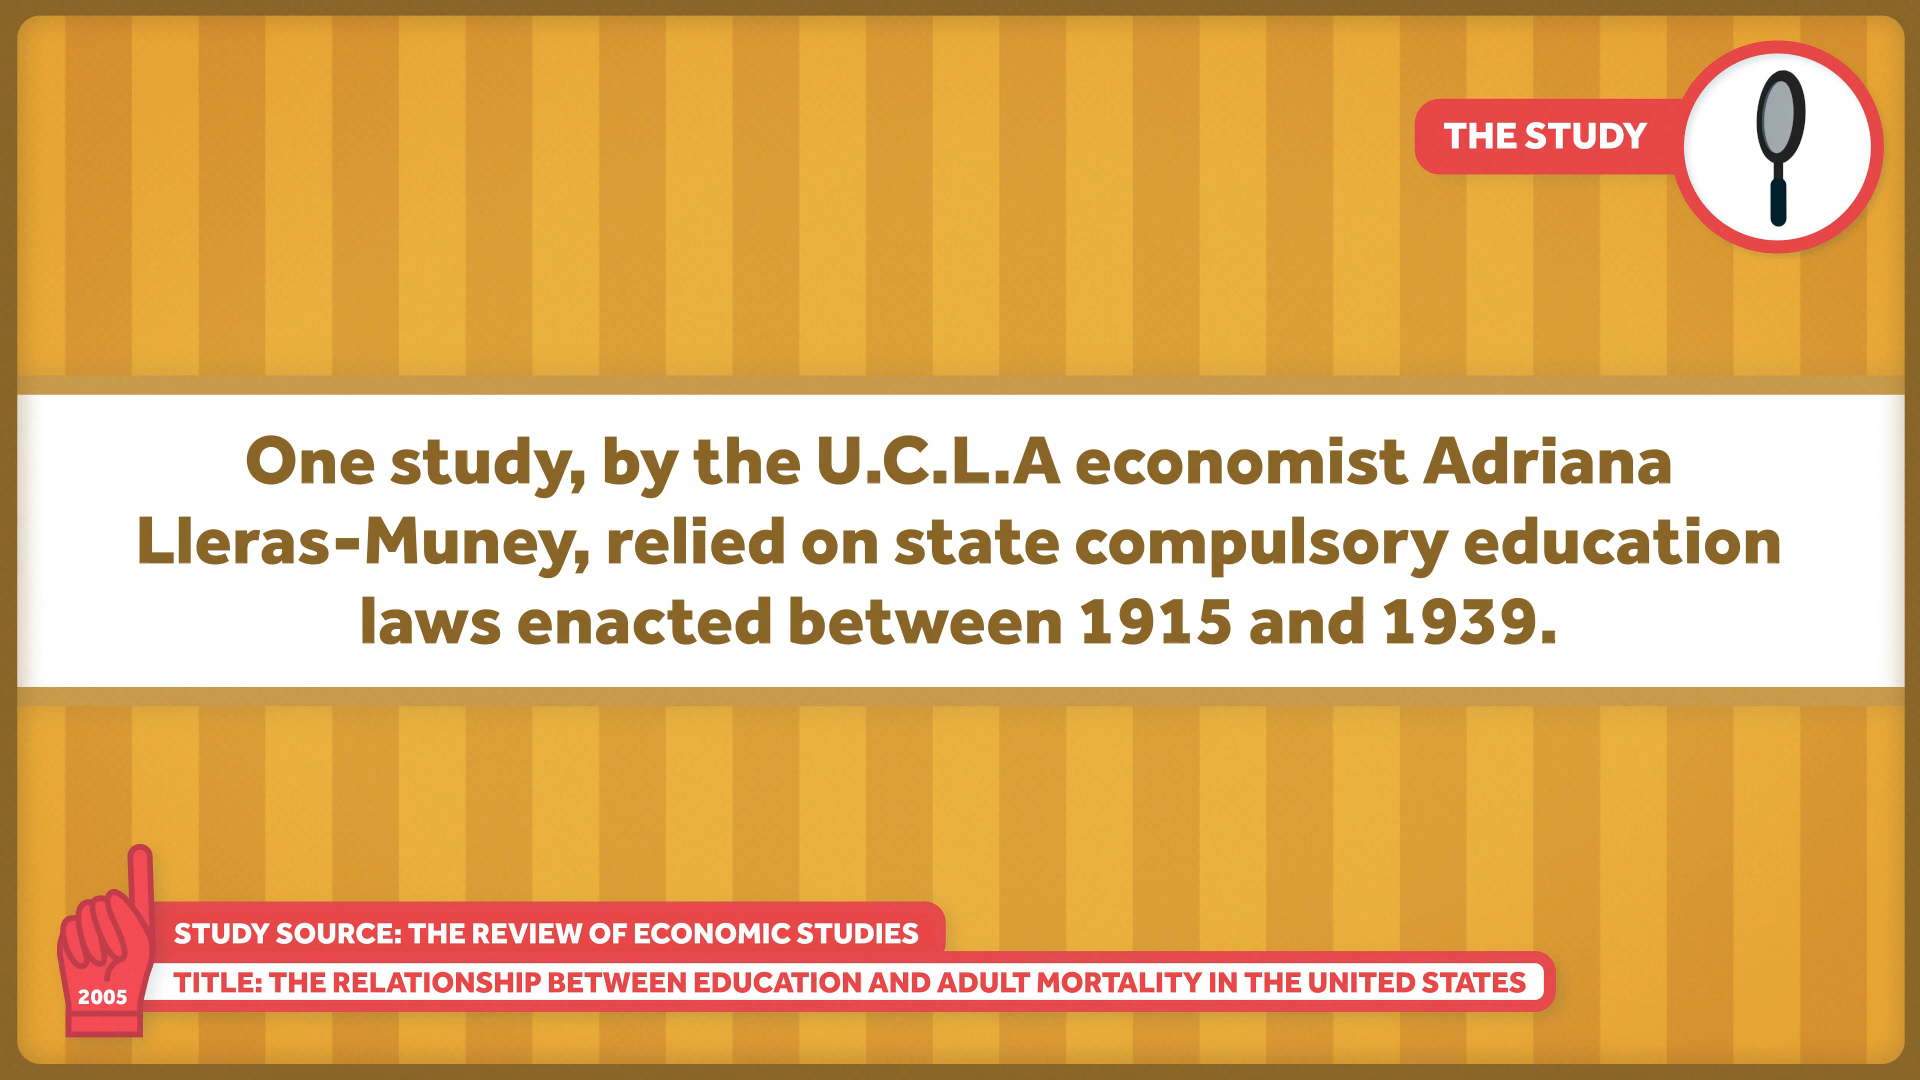 THE STUDY
One study, by the U.C.L.A economist Adriana
Lleras-Muney, relied on state compulsory education
laws enacted between 1915 and 1939.
STUDY SOURCE: THE REVIEW OF ECONOMIC STUDIES
TITLE: THE RELATIONSHIP BETWEEN EDUCATION AND ADULT MORTALITY IN THE UNITED STATES
2005